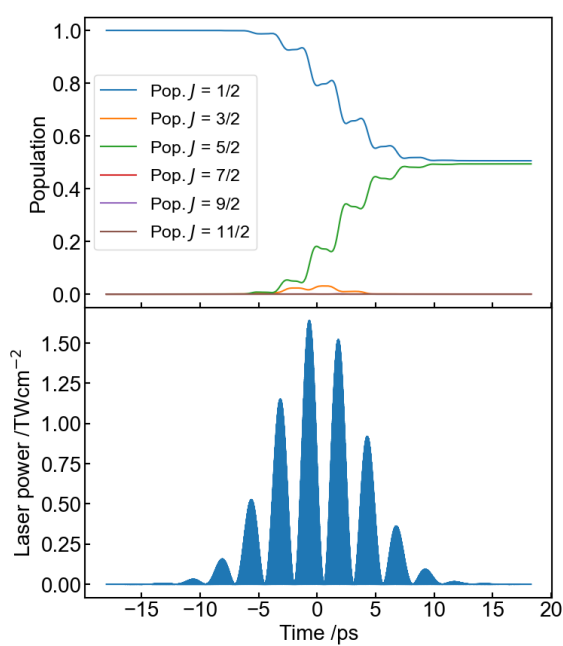 1.0
0.8
0.6
0.4
0.2
0.0
Population
Pop. J = 1/2
Pop. J = 3/2
Pop. J = 5/2
Pop. J = 7/2
Pop. J = 9/2
Pop. J = 11/2
1.50
1.25
1.00
0.75
0.50
0.25
0.00
Laser power /TWcm⁻²
−15 −10 −5 0 5 10 15 20
Time /ps